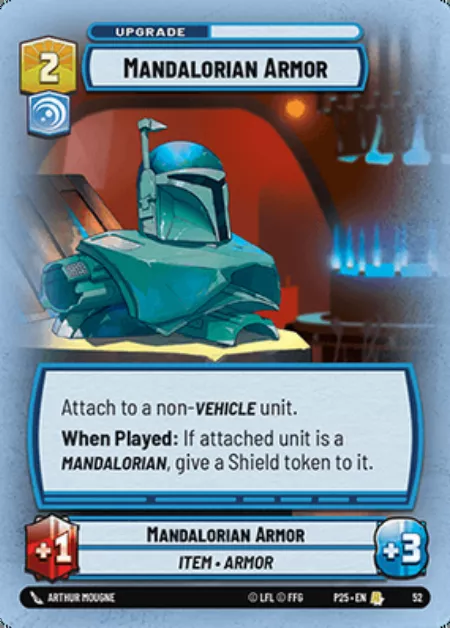 UPGRADE
2
MANDALORIAN ARMOR
Attach to a non-VEHICLE unit.
When Played: If attached unit is a
MANDALORIAN, give a Shield token to it.
+1
MANDALORIAN ARMOR
ITEM • ARMOR
+3
ARTHUR MOUGNE
© LFL © FFG
P25 • EN
52